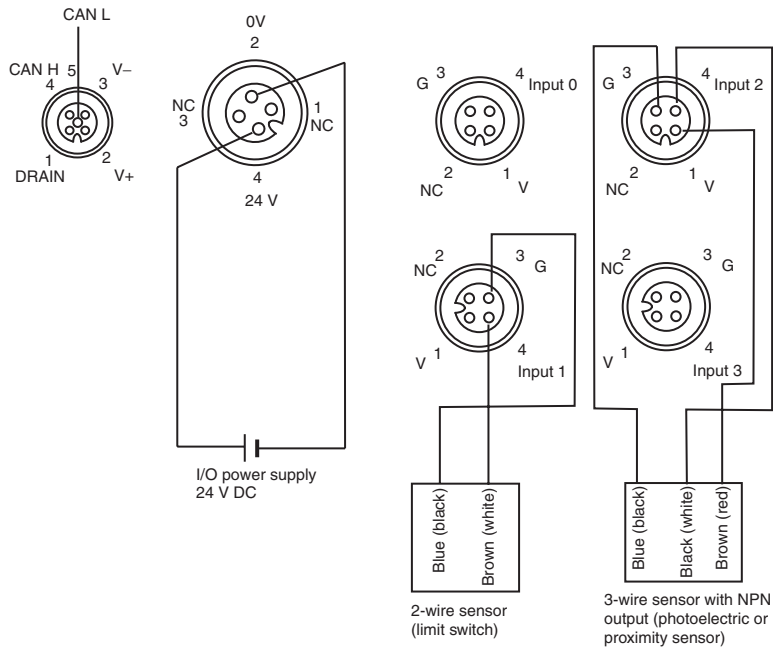 CAN L
CAN H
4
5
3
V–
1
DRAIN
2
V+
0V
2
NC
3
1
NC
4
24 V
I/O power supply
24 V DC
G
3
4
Input 0
2
NC
1
V
G
3
4
Input 2
2
NC
1
V
NC
2
3
G
V
1
4
Input 1
NC
2
3
G
V
1
4
Input 3
Blue (black)
Brown (white)
2-wire sensor
(limit switch)
Blue (black)
Black (white)
Brown (red)
3-wire sensor with NPN
output (photoelectric or
proximity sensor)